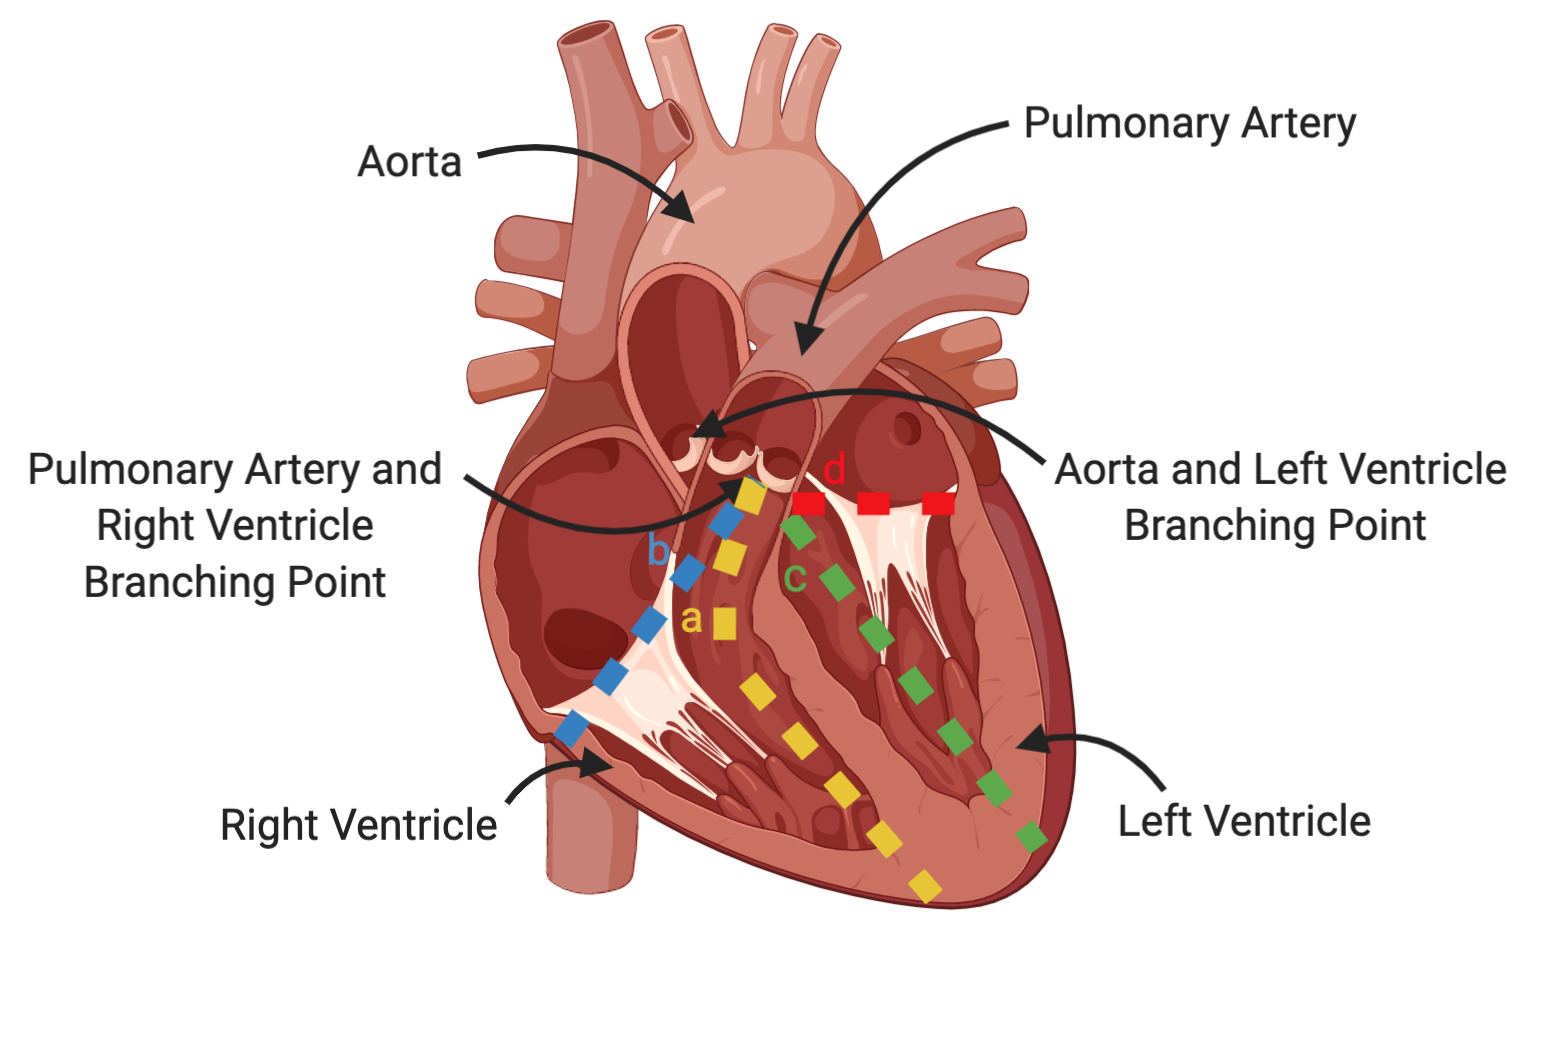 Pulmonary Artery
Aorta
Pulmonary Artery and
Right Ventricle
Branching Point
Aorta and Left Ventricle
Branching Point
d
b
c
a
Right Ventricle
Left Ventricle